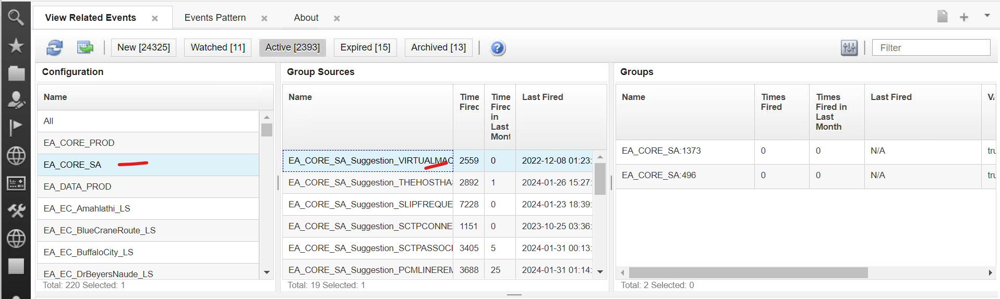 View Related Events
Events Pattern
About
New [24325]
Watched [11]
Active [2393]
Expired [15]
Archived [13]
Filter
Configuration
Name
All
EA_CORE_PROD
EA_CORE_SA
EA_DATA_PROD
EA_EC_Amahlathi_LS
EA_EC_BlueCraneRoute_LS
EA_EC_BuffaloCity_LS
EA_EC_DrBeyersNaude_LS
Total: 220 Selected: 1
Group Sources
Name Time Fired Time Fired in Last Mont Last Fired
EA_CORE_SA_Suggestion_VIRTUALMAC 2559 0 2022-12-08 01:23:
EA_CORE_SA_Suggestion_THEHOSTHAS 2892 1 2024-01-26 15:27:
EA_CORE_SA_Suggestion_SLIPFREQUE 7228 0 2024-01-23 18:39:
EA_CORE_SA_Suggestion_SCTPCONNE 1151 0 2023-10-25 03:36:
EA_CORE_SA_Suggestion_SCTPASSOCI 3405 5 2024-01-31 00:13:
EA_CORE_SA_Suggestion_PCMLINEREM 3688 25 2024-01-31 01:14:
Total: 19 Selected: 1
Groups
Name Times Fired Times Fired in Last Month Last Fired
EA_CORE_SA:1373 0 0 N/A
EA_CORE_SA:496 0 0 N/A
Total: 2 Selected: 0